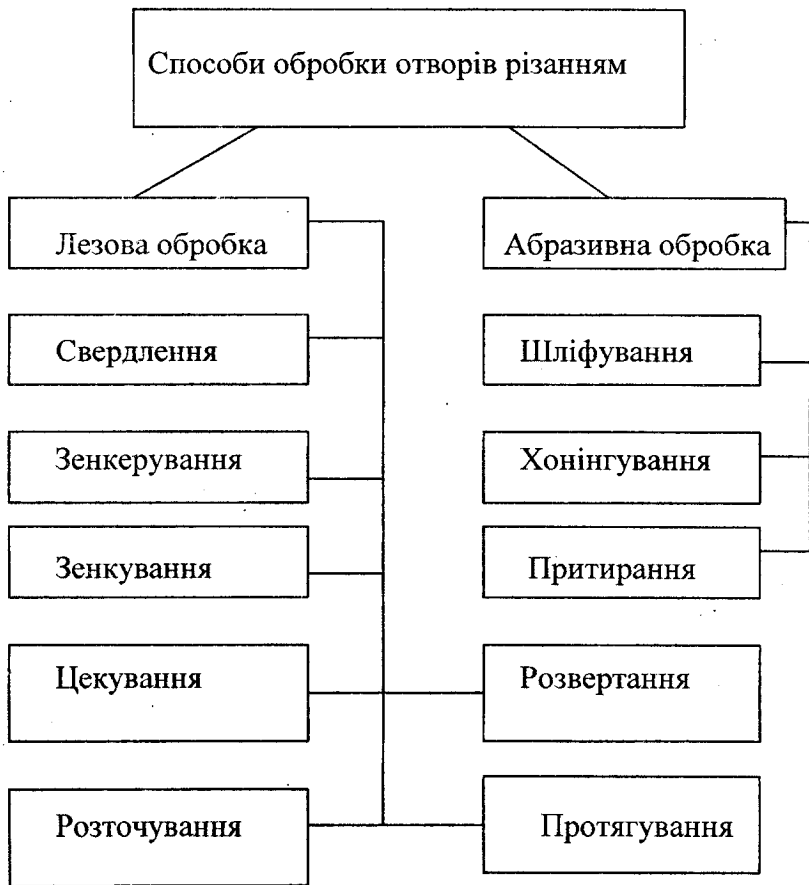 Способи обробки отворів різанням
Лезова обробка
Абразивна обробка
Свердлення
Шліфування
Зенкерування
Хонінгування
Зенкування
Притирання
Цекування
Розвертання
Розточування
Протягування